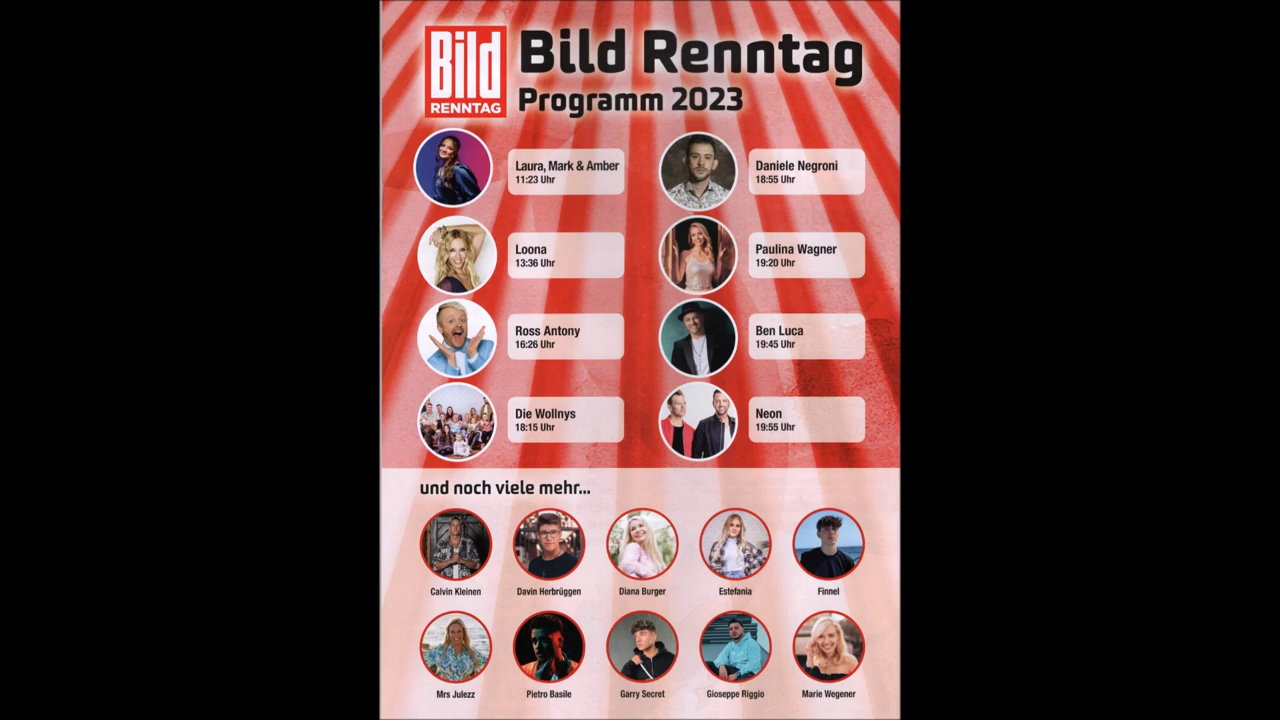 Bild
RENNTAG
Bild Renntag
Programm 2023
Laura, Mark & Amber
11:23 Uhr
Daniele Negroni
18:55 Uhr
Loona
13:36 Uhr
Paulina Wagner
19:20 Uhr
Ross Antony
16:26 Uhr
Ben Luca
19:45 Uhr
Die Wollnys
18:15 Uhr
Neon
19:55 Uhr
und noch viele mehr...
Calvin Kleinen
Davin Herbrüggen
Diana Burger
Estefania
Finnel
Mrs Julezz
Pietro Basile
Garry Secret
Gioseppe Riggio
Marie Wegener